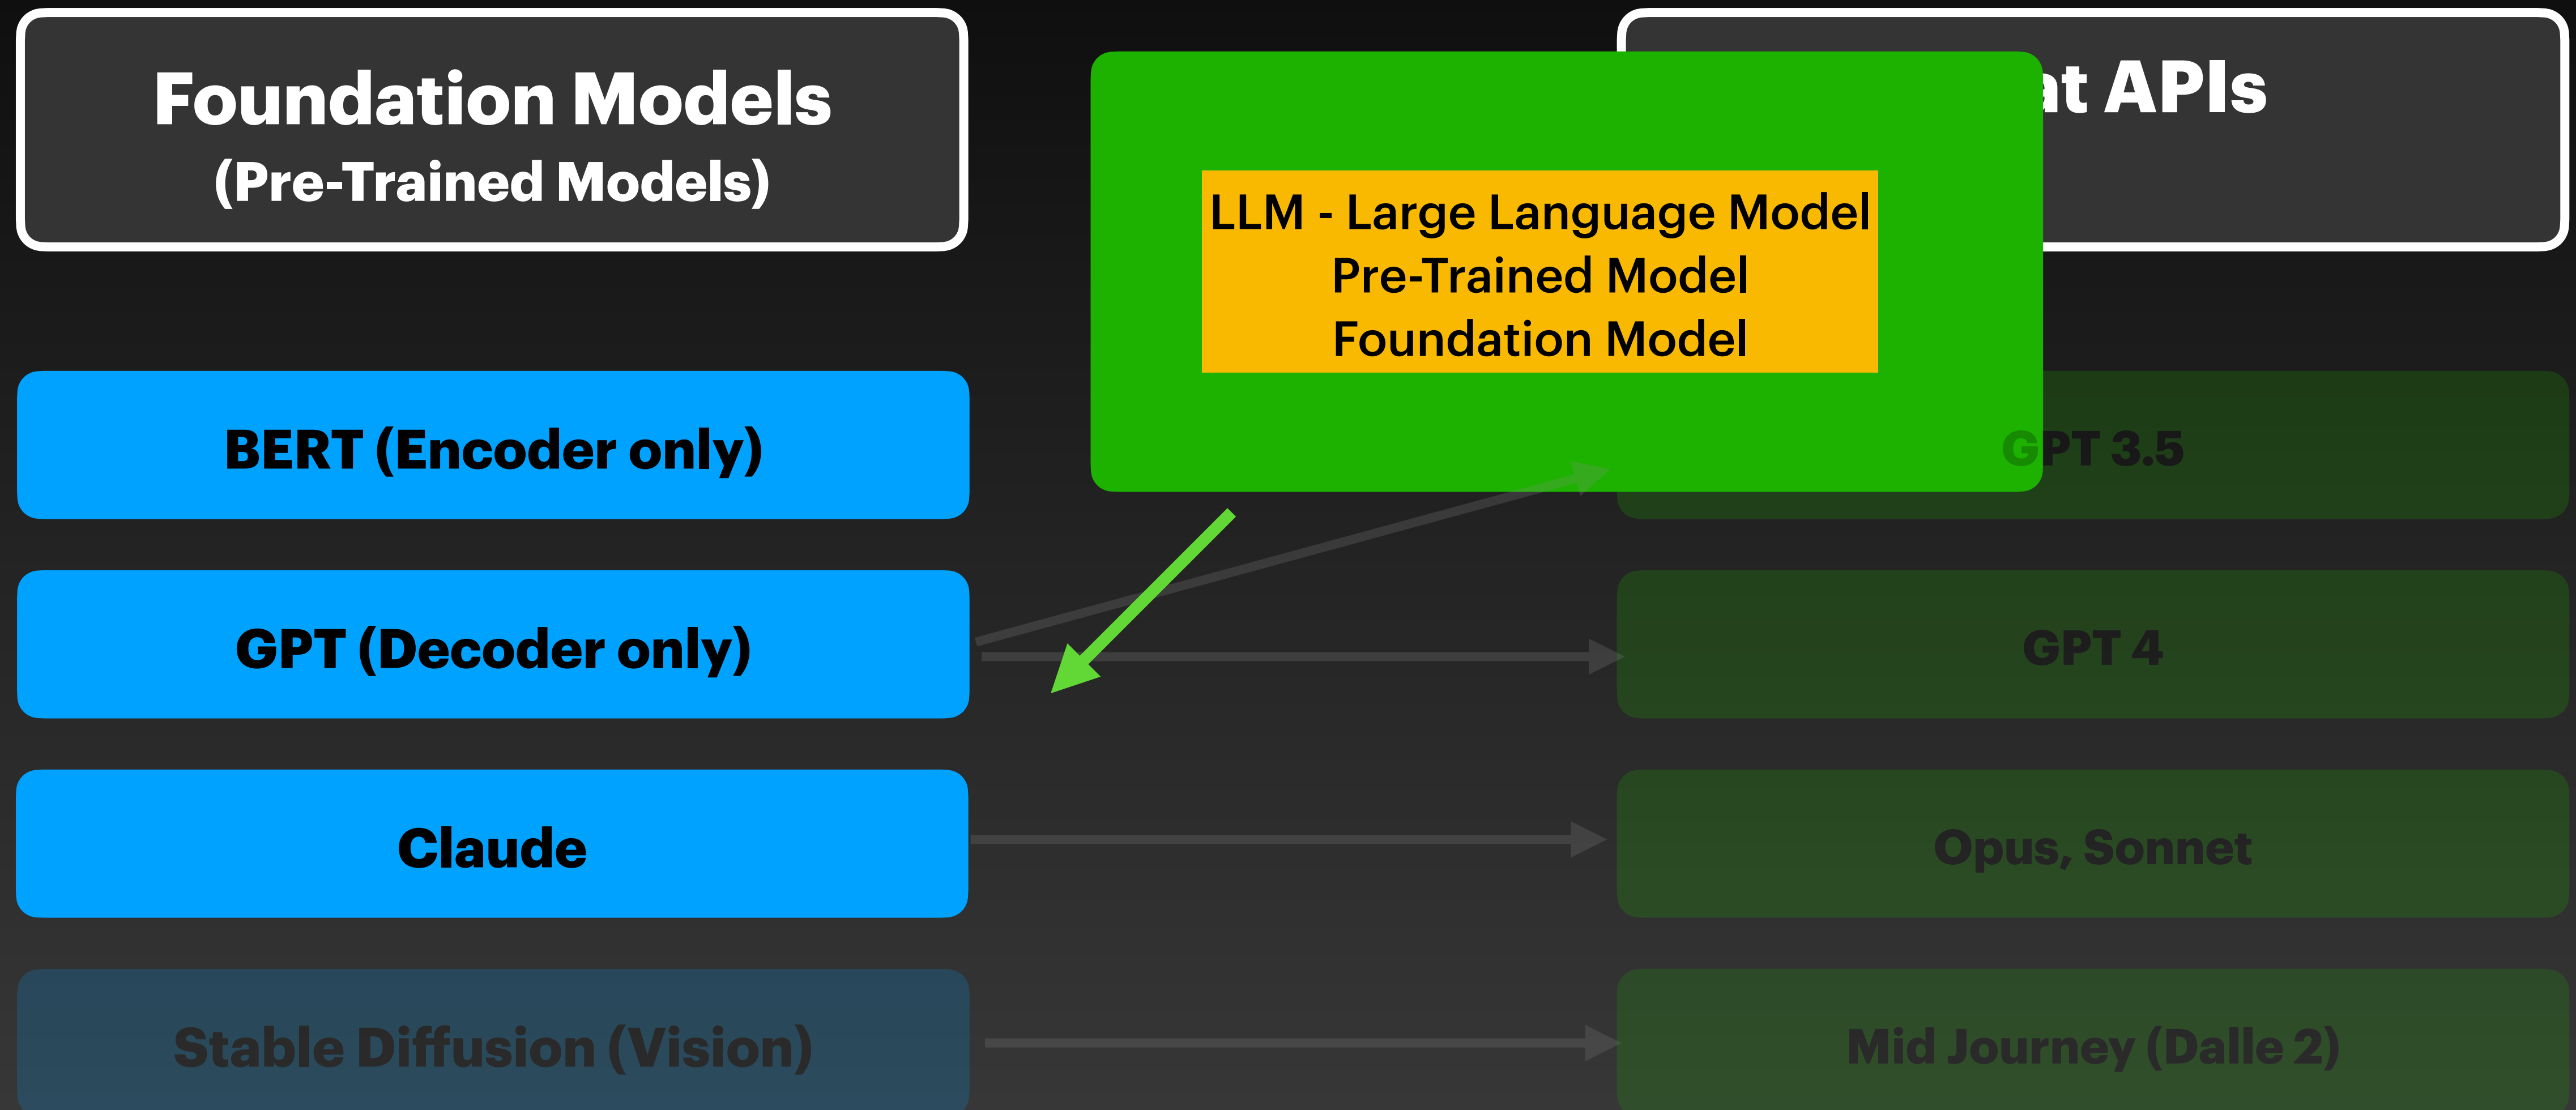 Foundation Models
(Pre-Trained Models)
at APIs
LLM - Large Language Model
Pre-Trained Model
Foundation Model
BERT (Encoder only)
GPT 3.5
GPT (Decoder only)
GPT 4
Claude
Opus, Sonnet
Stable Diffusion (Vision)
Mid Journey (Dalle 2)